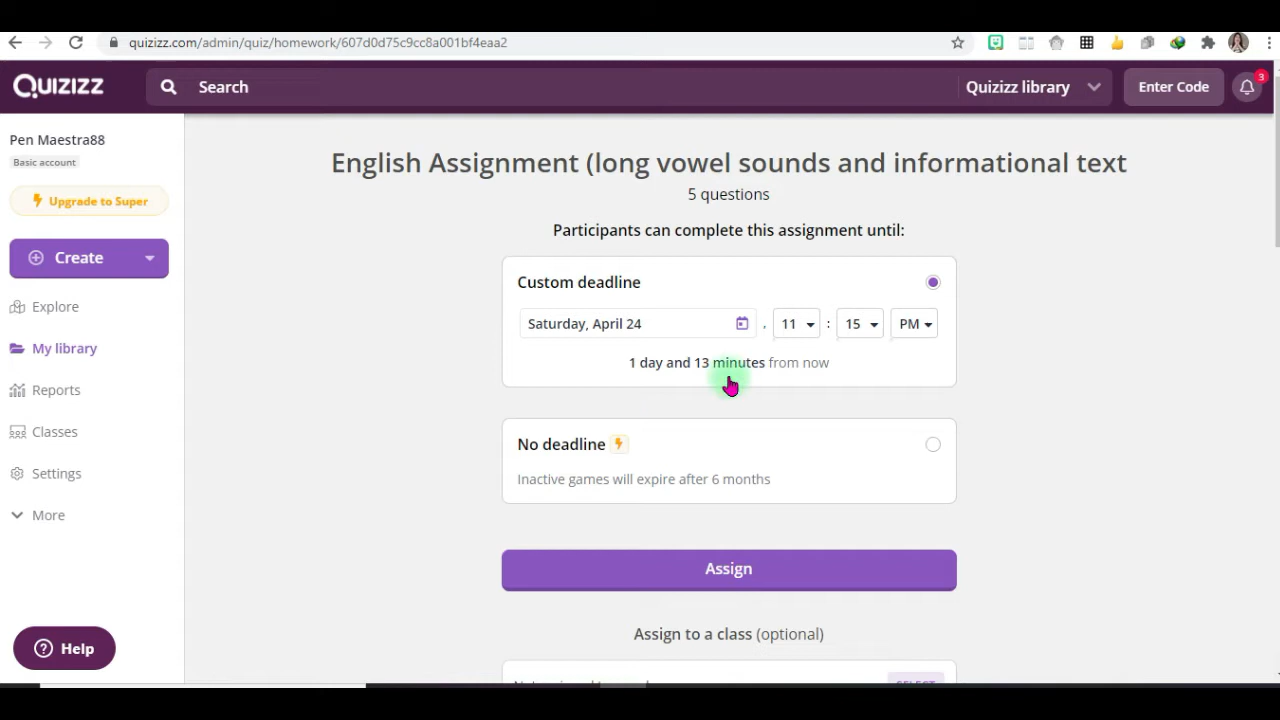 quizizz.com/admin/quiz/homework/607d0d75c9cc8a001bf4eaa2
QUIZIZZ
Search
Quizizz library
Enter Code
3
Pen Maestra88
Basic account
Upgrade to Super
Create
Explore
My library
Reports
Classes
Settings
More
Help
English Assignment (long vowel sounds and informational text
5 questions
Participants can complete this assignment until:
Custom deadline
Saturday, April 24 , 11 : 15 PM
1 day and 13 minutes from now
No deadline
Inactive games will expire after 6 months
Assign
Assign to a class (optional)
SELECT